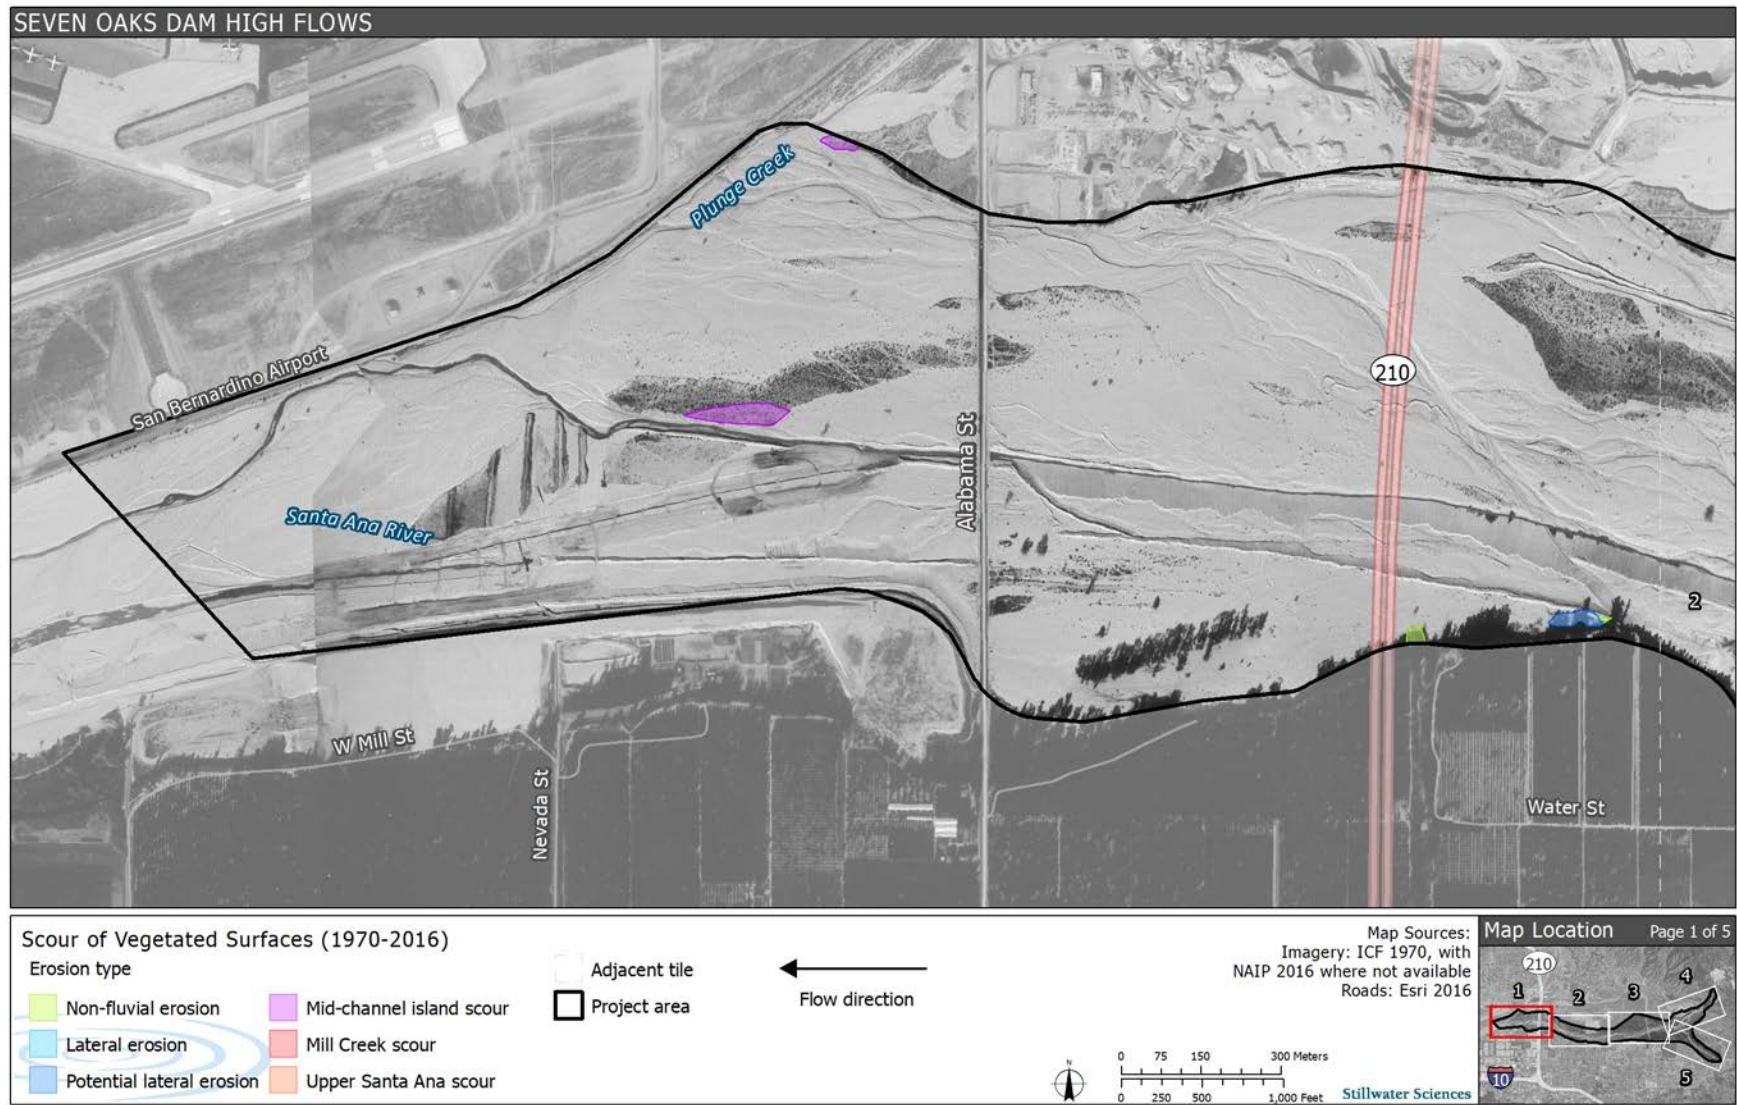 SEVEN OAKS DAM HIGH FLOWS
Plunge Creek
San Bernardino Airport
210
Alabama St
Santa Ana River
2
W Mill St
Nevada St
Water St
Scour of Vegetated Surfaces (1970-2016)
Erosion type
Non-fluvial erosion
Lateral erosion
Potential lateral erosion
Mid-channel island scour
Mill Creek scour
Upper Santa Ana scour
Adjacent tile
Project area
Flow direction
Map Sources:
Imagery: ICF 1970, with
NAIP 2016 where not available
Roads: Esri 2016
N
0 75 150 300 Meters
0 250 500 1,000 Feet
Stillwater Sciences
Map Location Page 1 of 5
210
4
1
2
3
10
5